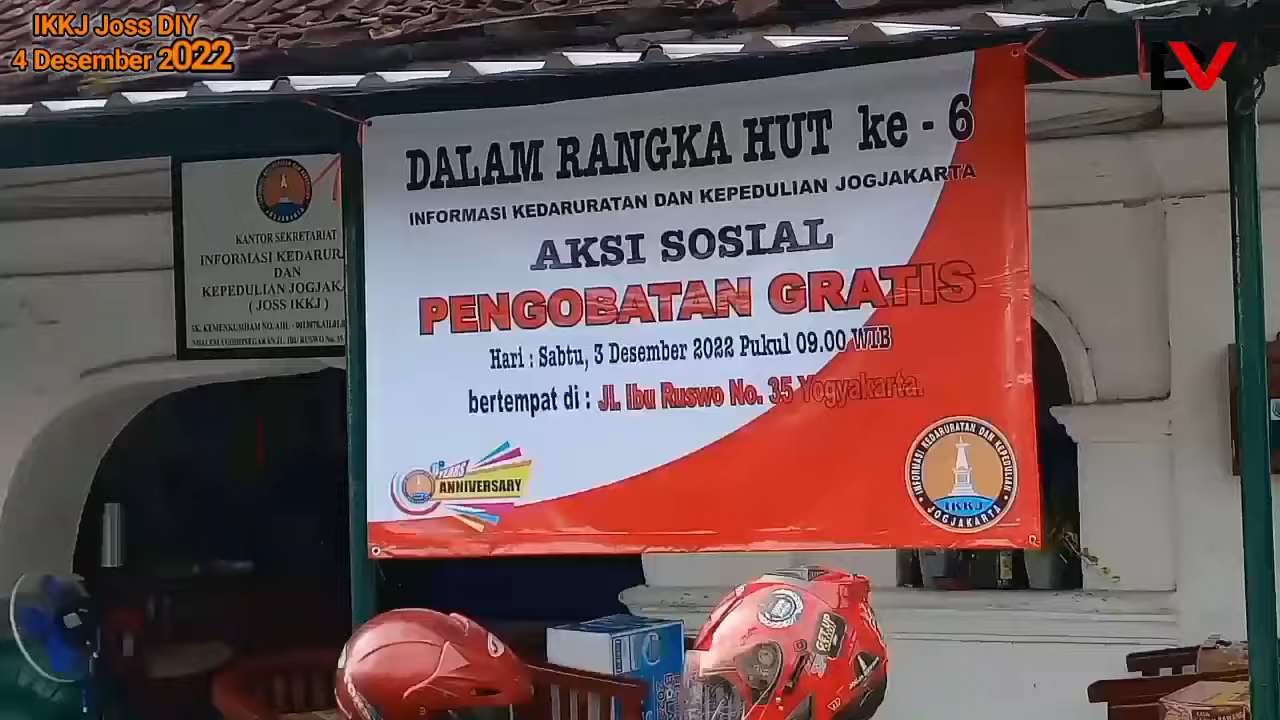 IKKJ Joss DIY
4 Desember 2022
DALAM RANGKA HUT ke - 6
INFORMASI KEDARURATAN DAN KEPEDULIAN JOGJAKARTA
AKSI SOSIAL
PENGOBATAN GRATIS
Hari : Sabtu, 3 Desember 2022 Pukul 09.00 WIB
bertempat di : JL. Ibu Ruswo No. 35 Yogyakarta.
YEARS
ANNIVERSARY
INFORMASI KEDARURATAN DAN KEPEDULIAN
IKKJ
JOGJAKARTA
KANTOR SEKRETARIAT
INFORMASI KEDARUR
DAN
KEPEDULIAN JOGJAKA
( JOSS IKKJ )